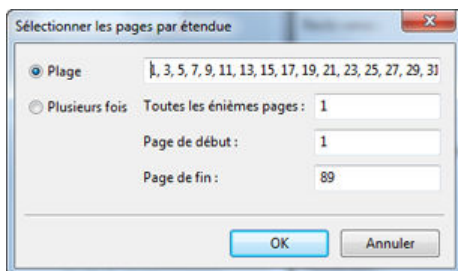 Sélectionner les pages par étendue
Plage 1, 3, 5, 7, 9, 11, 13, 15, 17, 19, 21, 23, 25, 27, 29, 31
Plusieurs fois Toutes les énièmes pages : 1
Page de début : 1
Page de fin : 89
OK Annuler